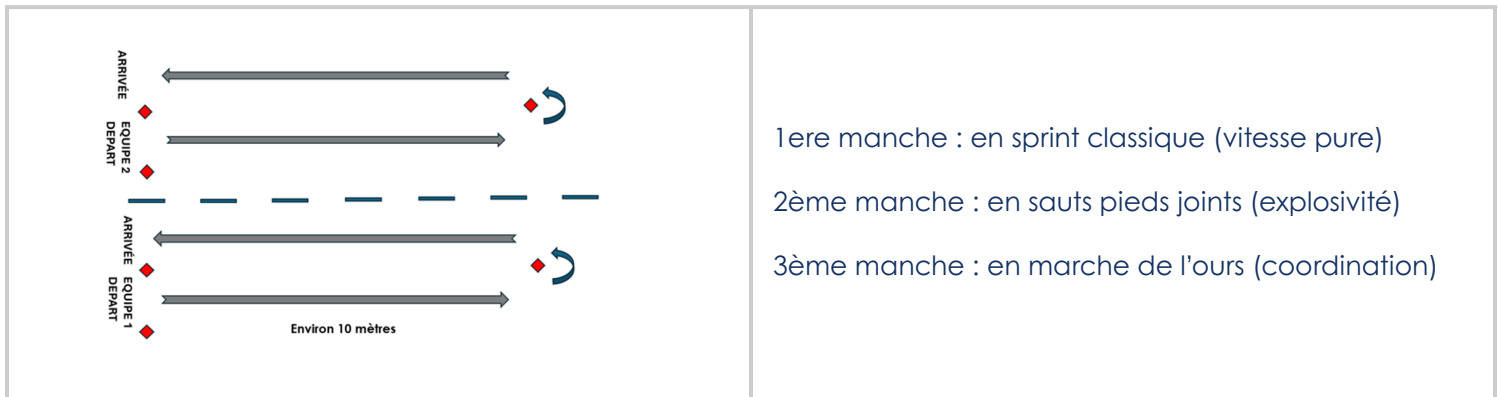 ARRIVÉE
EQUIPE 2
DEPART
ARRIVÉE
EQUIPE 1
DEPART
Environ 10 mètres
1ere manche : en sprint classique (vitesse pure)
2ème manche : en sauts pieds joints (explosivité)
3ème manche : en marche de l’ours (coordination)